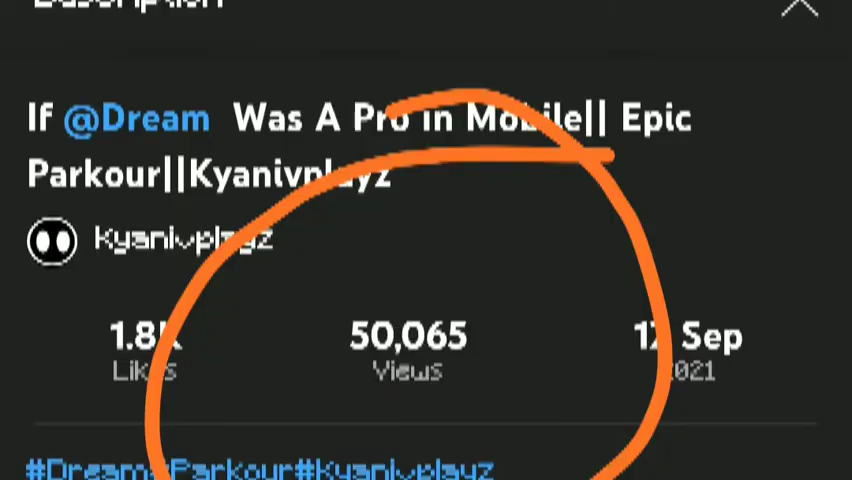 Description
If @Dream Was A Pro in Mobile|| Epic
Parkour||Kyanivplayz
Kyanivplayz
1.8K 50,065 Sep
Likes Views 2021
#Dream#Parkour#Kyanivplayz